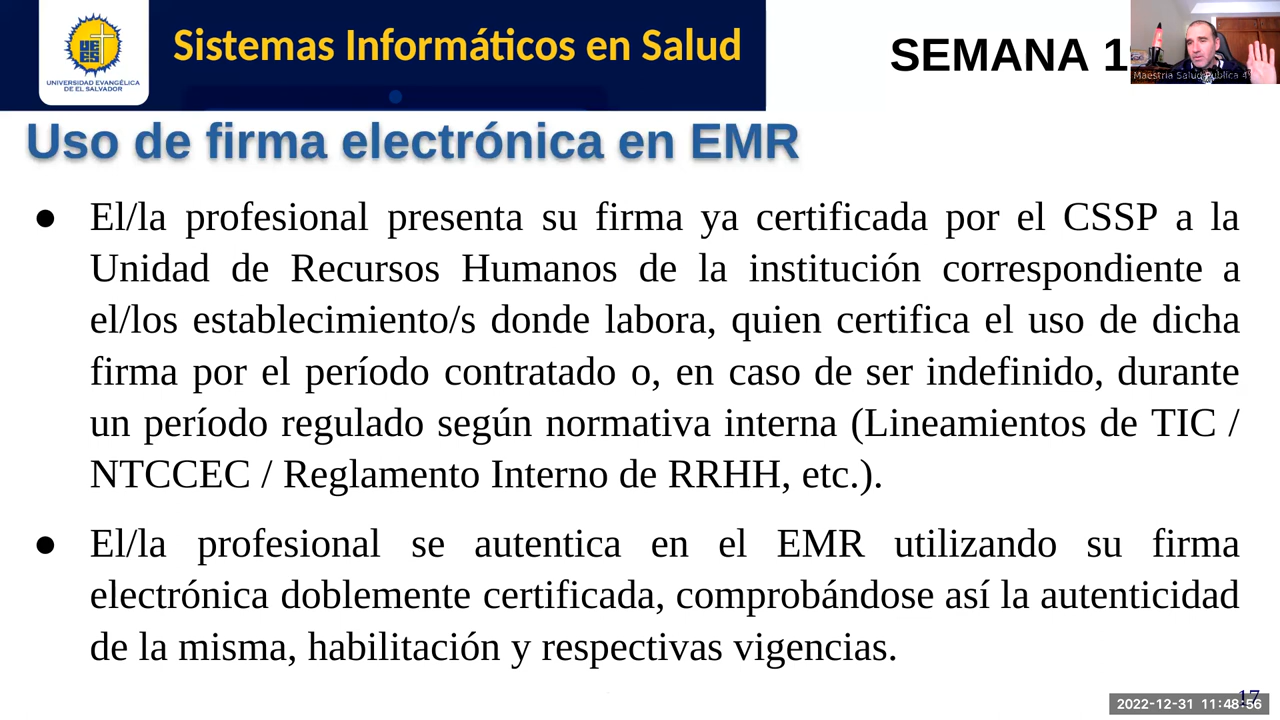 UNIVERSIDAD EVANGÉLICA
DE EL SALVADOR
Sistemas Informáticos en Salud
SEMANA
Maestria Salud Publica
Uso de firma electrónica en EMR
● El/la profesional presenta su firma ya certificada por el CSSP a la
Unidad de Recursos Humanos de la institución correspondiente a
el/los establecimiento/s donde labora, quien certifica el uso de dicha
firma por el período contratado o, en caso de ser indefinido, durante
un período regulado según normativa interna (Lineamientos de TIC /
NTCCEC / Reglamento Interno de RRHH, etc.).
● El/la profesional se autentica en el EMR utilizando su firma
electrónica doblemente certificada, comprobándose así la autenticidad
de la misma, habilitación y respectivas vigencias.
17
2022-12-31 11:48:56